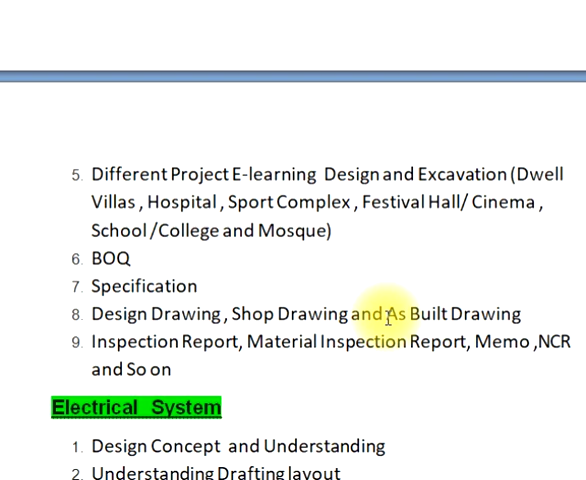 5. Different Project E-learning Design and Excavation (Dwell
Villas , Hospital , Sport Complex , Festival Hall/ Cinema ,
School /College and Mosque)
6. BOQ
7. Specification
8. Design Drawing , Shop Drawing and As Built Drawing
9. Inspection Report, Material Inspection Report, Memo ,NCR
and So on
Electrical System
1. Design Concept and Understanding
2. Understanding Drafting layout